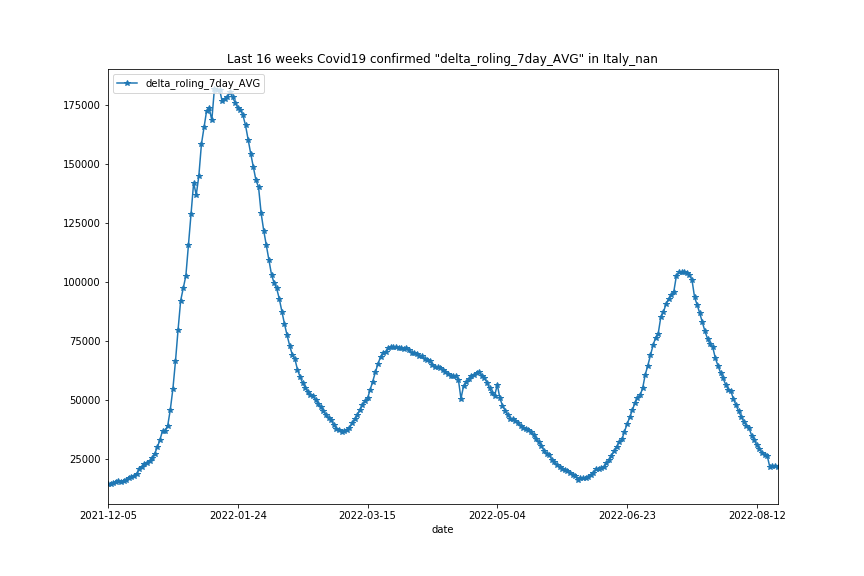 Last 16 weeks Covid19 confirmed "delta_roling_7day_AVG" in Italy_nan
delta_roling_7day_AVG
175000
150000
125000
100000
75000
50000
25000
2021-12-05 2022-01-24 2022-03-15 2022-05-04 2022-06-23 2022-08-12
date